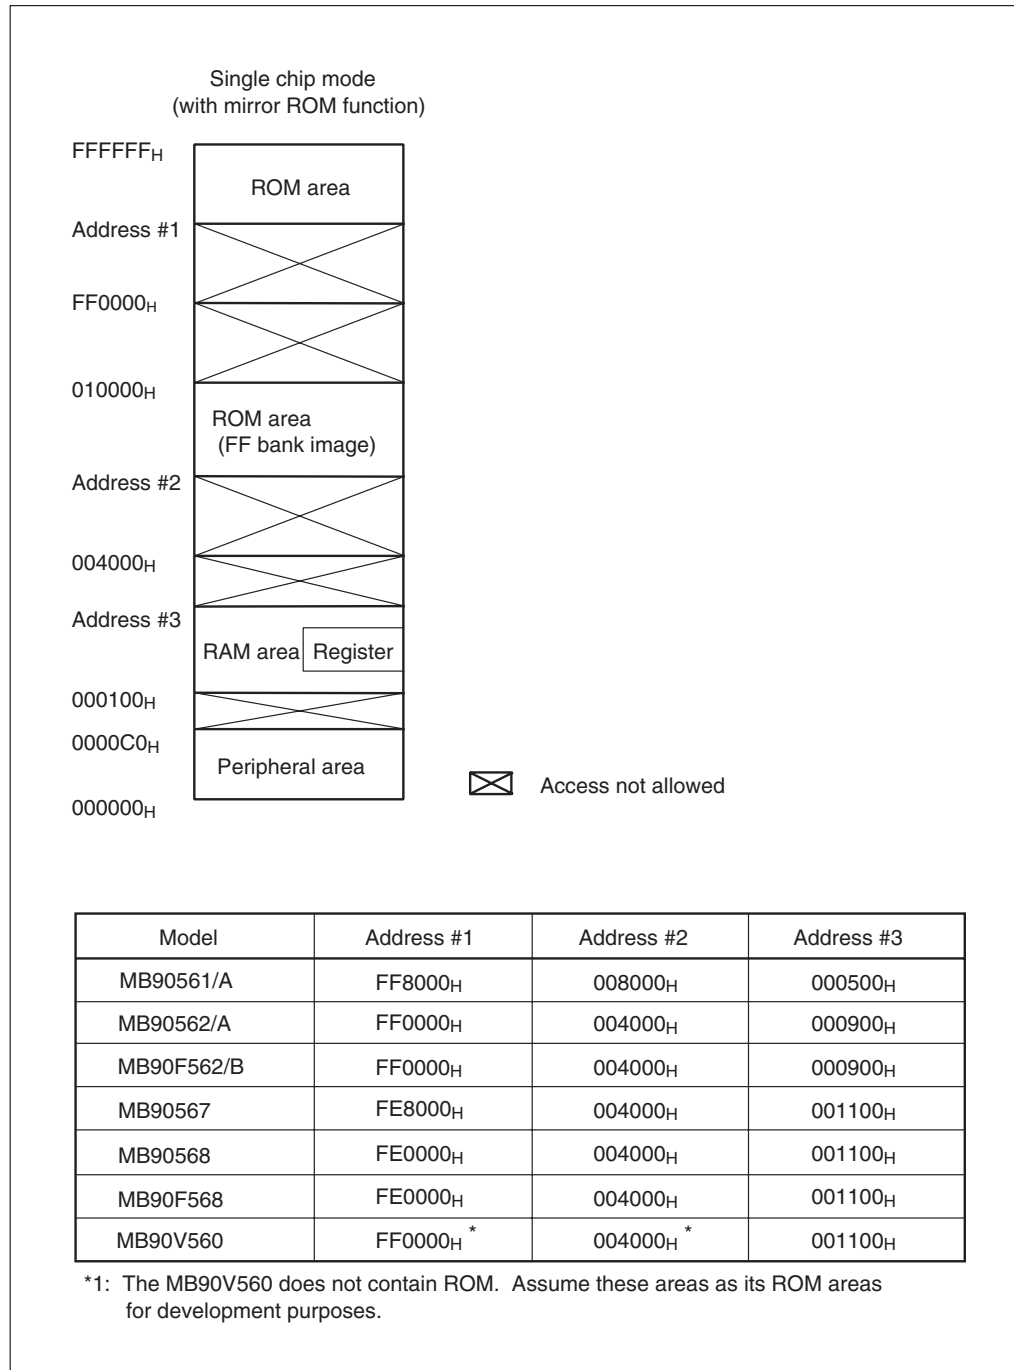 Single chip mode
(with mirror ROM function)
FFFFFFH
ROM area
Address #1
FF0000H
010000H
ROM area
(FF bank image)
Address #2
004000H
Address #3
RAM area Register
000100H
0000C0H
Peripheral area
000000H
Access not allowed
Model Address #1 Address #2 Address #3
MB90561/A FF8000H 008000H 000500H
MB90562/A FF0000H 004000H 000900H
MB90F562/B FF0000H 004000H 000900H
MB90567 FE8000H 004000H 001100H
MB90568 FE0000H 004000H 001100H
MB90F568 FE0000H 004000H 001100H
MB90V560 FF0000H * 004000H * 001100H
*1: The MB90V560 does not contain ROM. Assume these areas as its ROM areas
for development purposes.